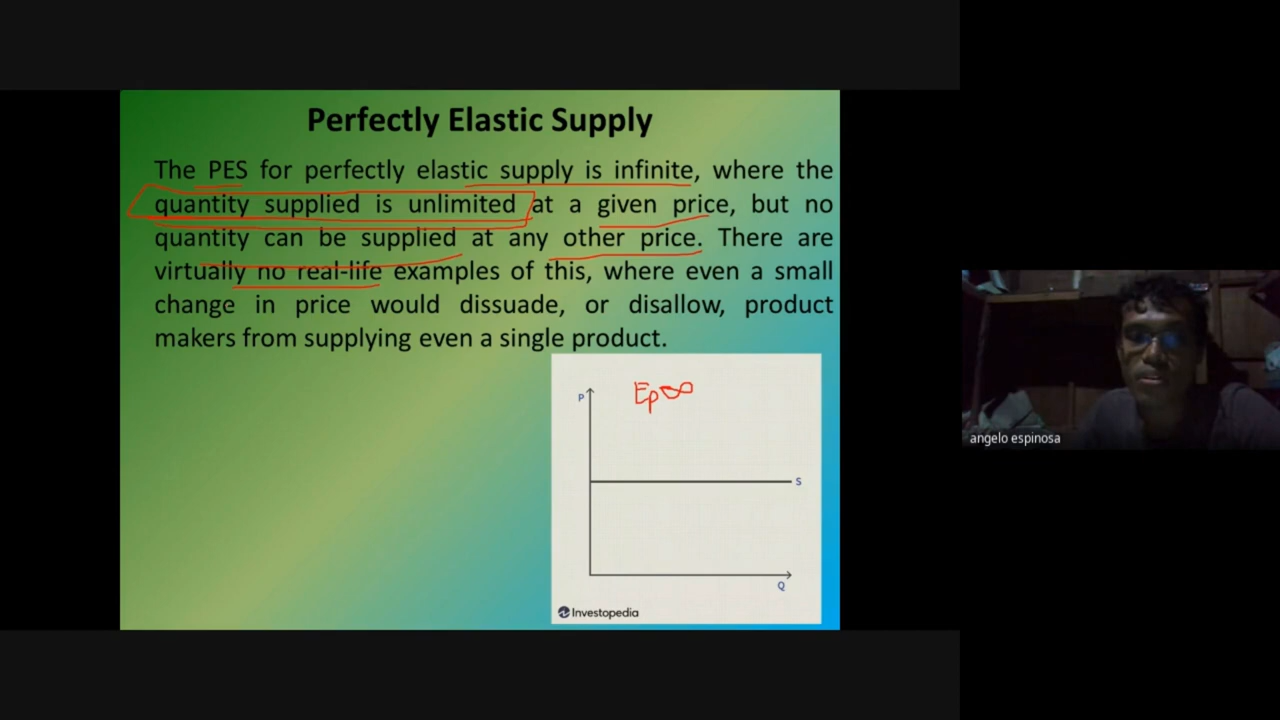 Perfectly Elastic Supply
The PES for perfectly elastic supply is infinite, where the
quantity supplied is unlimited at a given price, but no
quantity can be supplied at any other price. There are
virtually no real-life examples of this, where even a small
change in price would dissuade, or disallow, product
makers from supplying even a single product.
Ep∞
P
S
Q
Investopedia
angelo espinosa